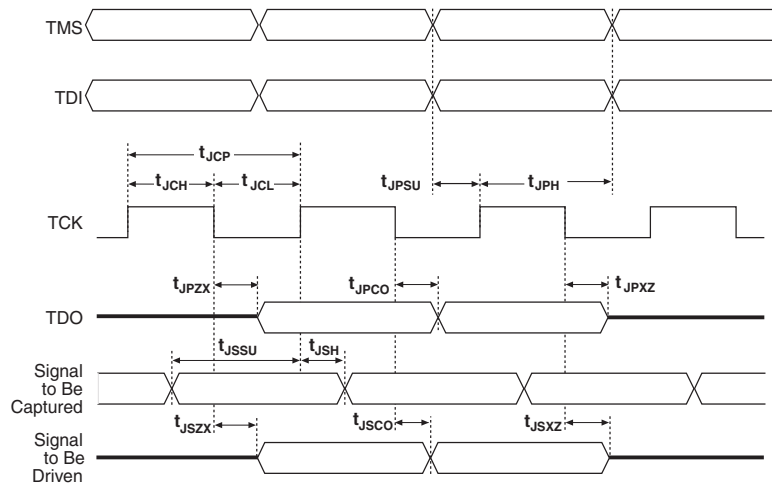 TMS
TDI
tJCP
tJCH
tJCL
tJPSU
tJPH
TCK
tJPZX
tJPCO
tJPXZ
TDO
tJSSU
tJSH
Signal
to Be
Captured
tJSZX
tJSCO
tJSXZ
Signal
to Be
Driven